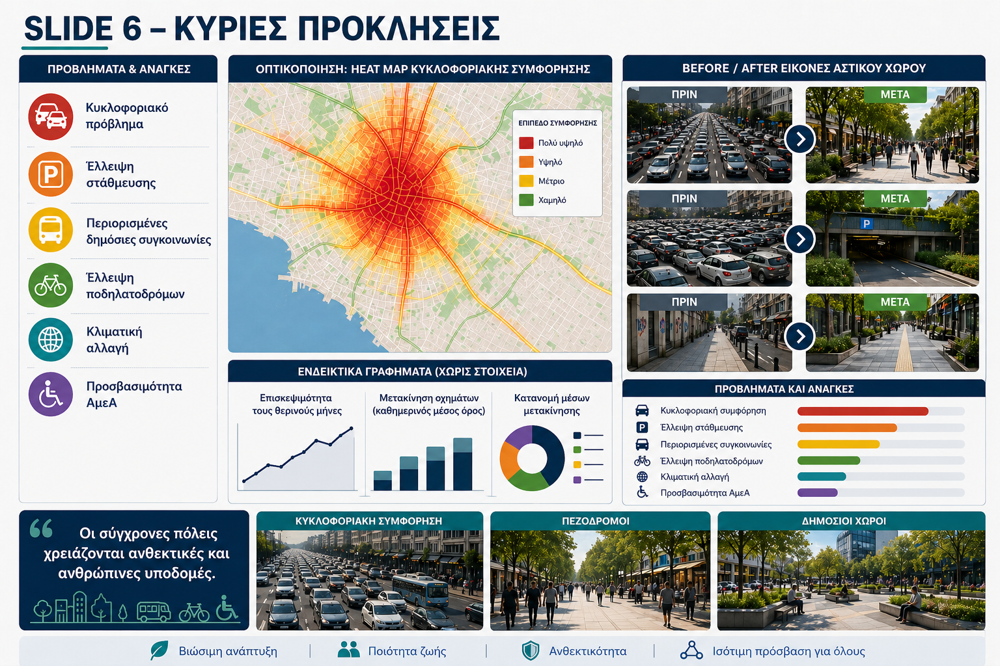 SLIDE 6 – ΚΥΡΙΕΣ ΠΡΟΚΛΗΣΕΙΣ
ΠΡΟΒΛΗΜΑΤΑ & ΑΝΑΓΚΕΣ
Κυκλοφοριακό
πρόβλημα
P
Έλλειψη
στάθμευσης
Περιορισμένες
δημόσιες συγκοινωνίες
Έλλειψη
ποδηλατοδρόμων
Κλιματική
αλλαγή
Προσβασιμότητα
ΑμεΑ
ΟΠΤΙΚΟΠΟΙΗΣΗ: HEAT MAP ΚΥΚΛΟΦΟΡΙΑΚΗΣ ΣΥΜΦΟΡΗΣΗΣ
ΕΠΙΠΕΔΟ ΣΥΜΦΟΡΗΣΗΣ
Πολύ υψηλό
Υψηλό
Μέτριο
Χαμηλό
ΕΝΔΕΙΚΤΙΚΑ ΓΡΑΦΗΜΑΤΑ (ΧΩΡΙΣ ΣΤΟΙΧΕΙΑ)
Επισκεψιμότητα
τους θερινούς μήνες
Μετακίνηση οχημάτων
(καθημερινός μέσος όρος)
Κατανομή μέσων
μετακίνησης
BEFORE / AFTER ΕΙΚΟΝΕΣ ΑΣΤΙΚΟΥ ΧΩΡΟΥ
ΠΡΙΝ
ΜΕΤΑ
ΠΡΙΝ
ΜΕΤΑ
P
ΠΡΙΝ
ΜΕΤΑ
ΠΡΟΒΛΗΜΑΤΑ ΚΑΙ ΑΝΑΓΚΕΣ
Κυκλοφοριακή συμφόρηση
P
Έλλειψη στάθμευσης
Περιορισμένες συγκοινωνίες
Έλλειψη ποδηλατοδρόμων
Κλιματική αλλαγή
Προσβασιμότητα ΑμεΑ
“ Οι σύγχρονες πόλεις
χρειάζονται ανθεκτικές και
ανθρώπινες υποδομές.
ΚΥΚΛΟΦΟΡΙΑΚΗ ΣΥΜΦΟΡΗΣΗ
ΠΕΖΟΔΡΟΜΟΙ
ΔΗΜΟΣΙΟΙ ΧΩΡΟΙ
Βιώσιμη ανάπτυξη
Ποιότητα ζωής
Ανθεκτικότητα
Ισότιμη πρόσβαση για όλους